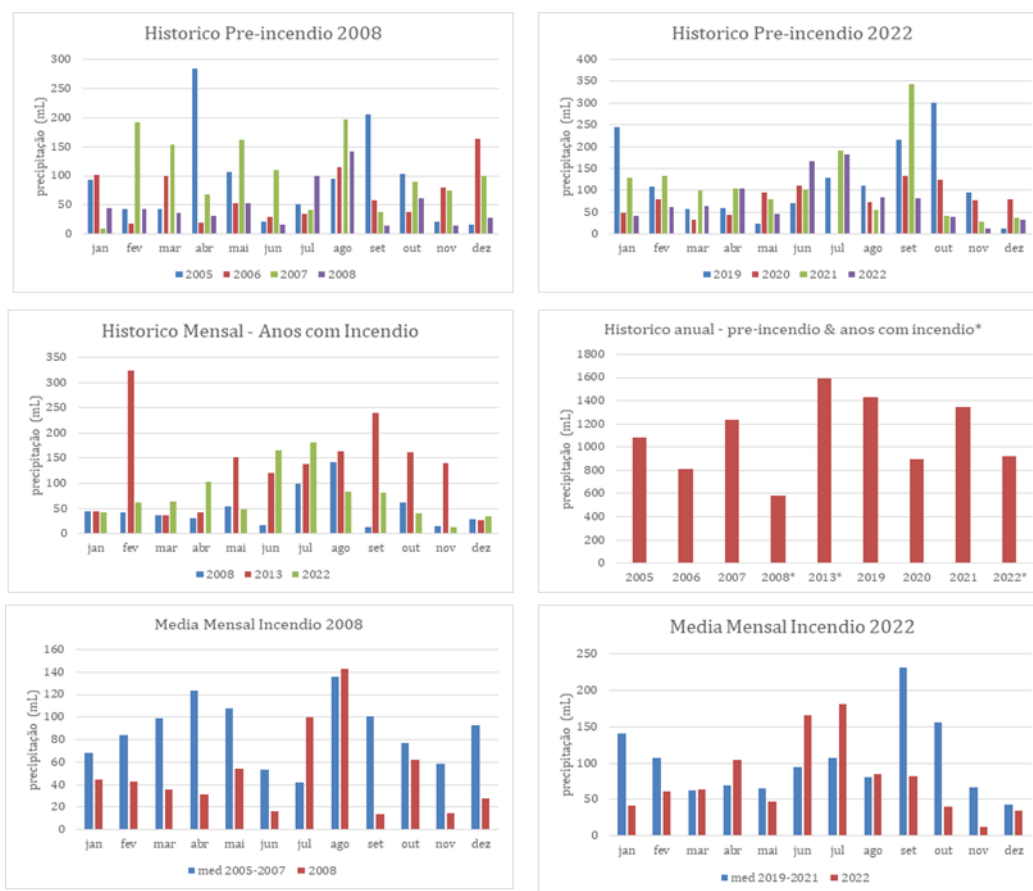 Historico Pre-incendio 2008
precipitação (mL)
300
250
200
150
100
50
0
jan fev mar abr mai jun jul ago set out nov dez
2005 2006 2007 2008
Historico Pre-incendio 2022
precipitação (mL)
400
350
300
250
200
150
100
50
0
jan fev mar abr mai jun jul ago set out nov dez
2019 2020 2021 2022
Historico Mensal - Anos com Incendio
precipitação (mL)
350
300
250
200
150
100
50
0
jan fev mar abr mai jun jul ago set out nov dez
2008 2013 2022
Historico anual - pre-incendio & anos com incendio*
precipitação (mL)
1800
1600
1400
1200
1000
800
600
400
200
0
2005 2006 2007 2008* 2013* 2019 2020 2021 2022*
Media Mensal Incendio 2008
precipitação (mL)
160
140
120
100
80
60
40
20
0
jan fev mar abr mai jun jul ago set out nov dez
med 2005-2007 2008
Media Mensal Incendio 2022
precipitação (mL)
250
200
150
100
50
0
jan fev mar abr mai jun jul ago set out nov dez
med 2019-2021 2022